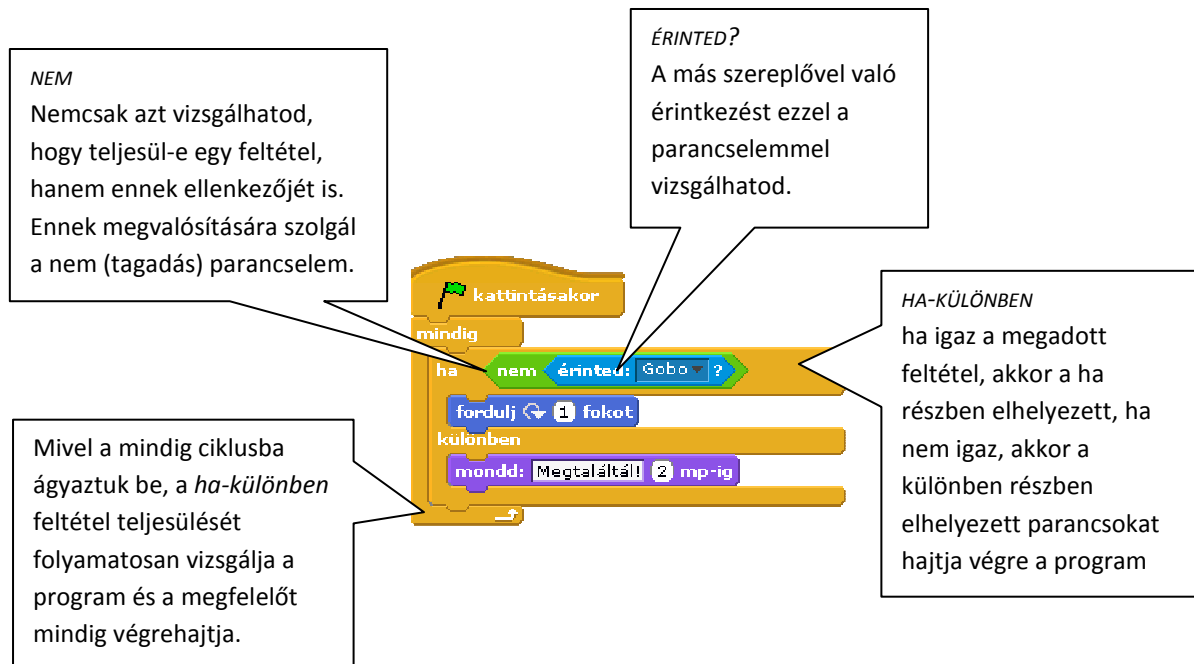 NEM
Nemcsak azt vizsgálhatod,
hogy teljesül-e egy feltétel,
hanem ennek ellenkezőjét is.
Ennek megvalósítására szolgál
a nem (tagadás) parancselem.
ÉRINTED?
A más szereplővel való
érintkezést ezzel a
parancselemmel
vizsgálhatod.
kattintásakor
mindig
ha nem érinted: Gobo ?
fordulj 1 fokot
különben
mondd: Megtaláltál! 2 mp-ig
HA-KÜLÖNBEN
ha igaz a megadott
feltétel, akkor a ha
részben elhelyezett, ha
nem igaz, akkor a
különben részben
elhelyezett parancsokat
hajtja végre a program
Mivel a mindig ciklusba
ágyaztuk be, a ha-különben
feltétel teljesülését
folyamatosan vizsgálja a
program és a megfelelőt
mindig végrehajtja.